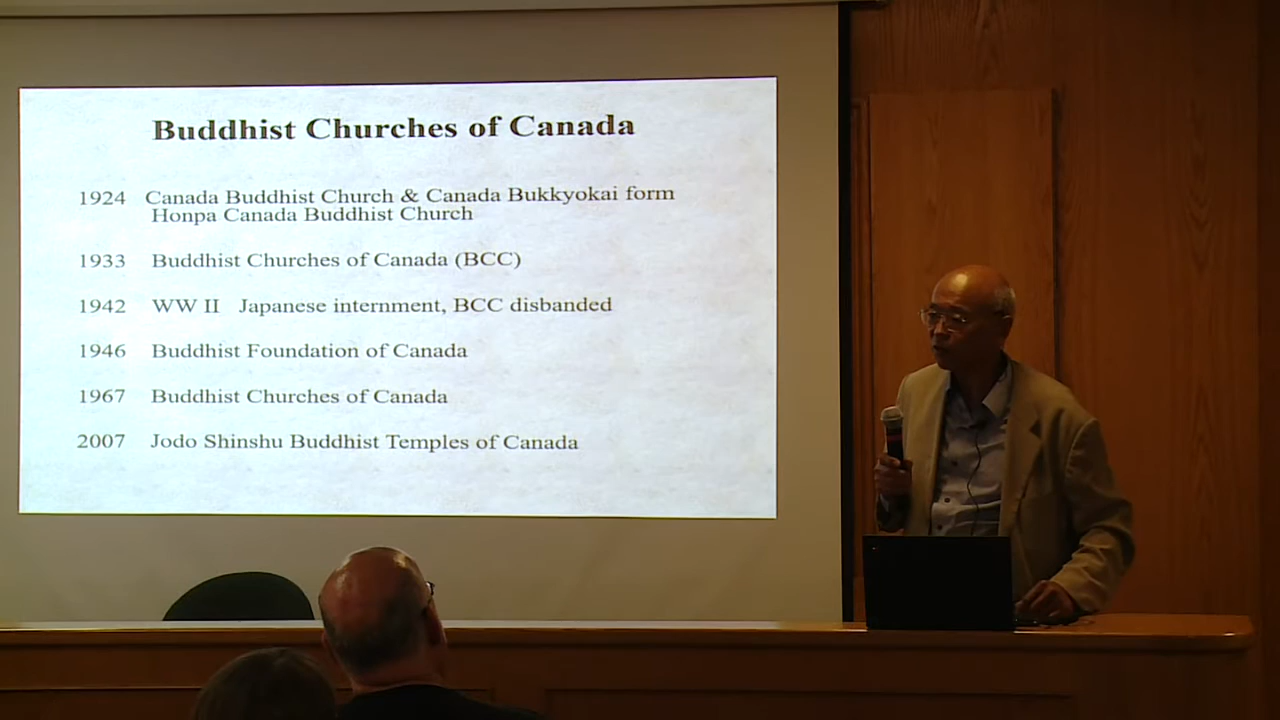 Buddhist Churches of Canada
1924 Canada Buddhist Church & Canada Bukkyokai form
Honpa Canada Buddhist Church
1933 Buddhist Churches of Canada (BCC)
1942 WW II Japanese internment, BCC disbanded
1946 Buddhist Foundation of Canada
1967 Buddhist Churches of Canada
2007 Jodo Shinshu Buddhist Temples of Canada